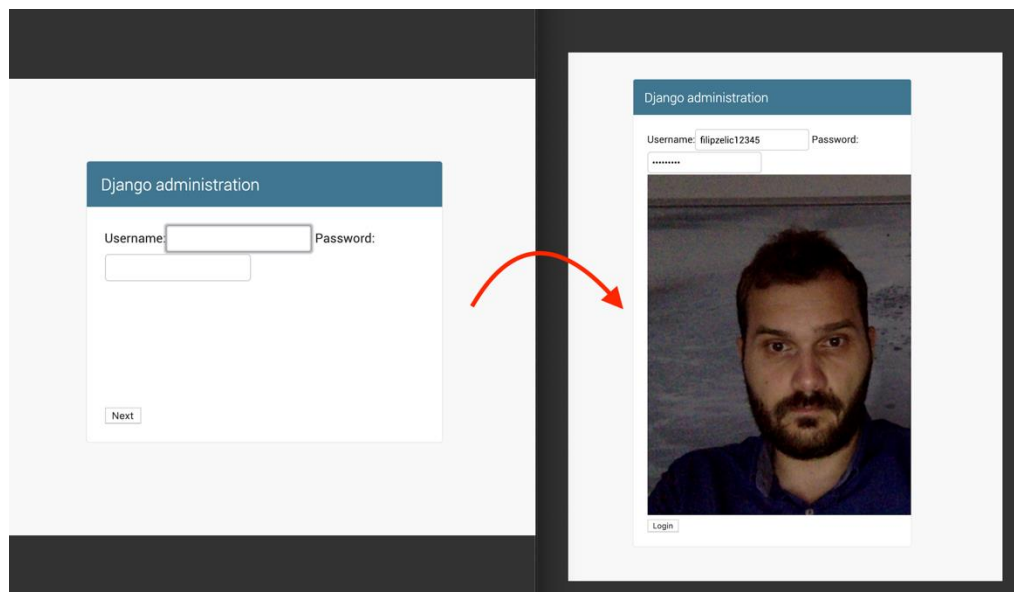 Django administration
Username: Password:
Next
Django administration
Username: filipzelic12345 Password:
•••••••••
Login